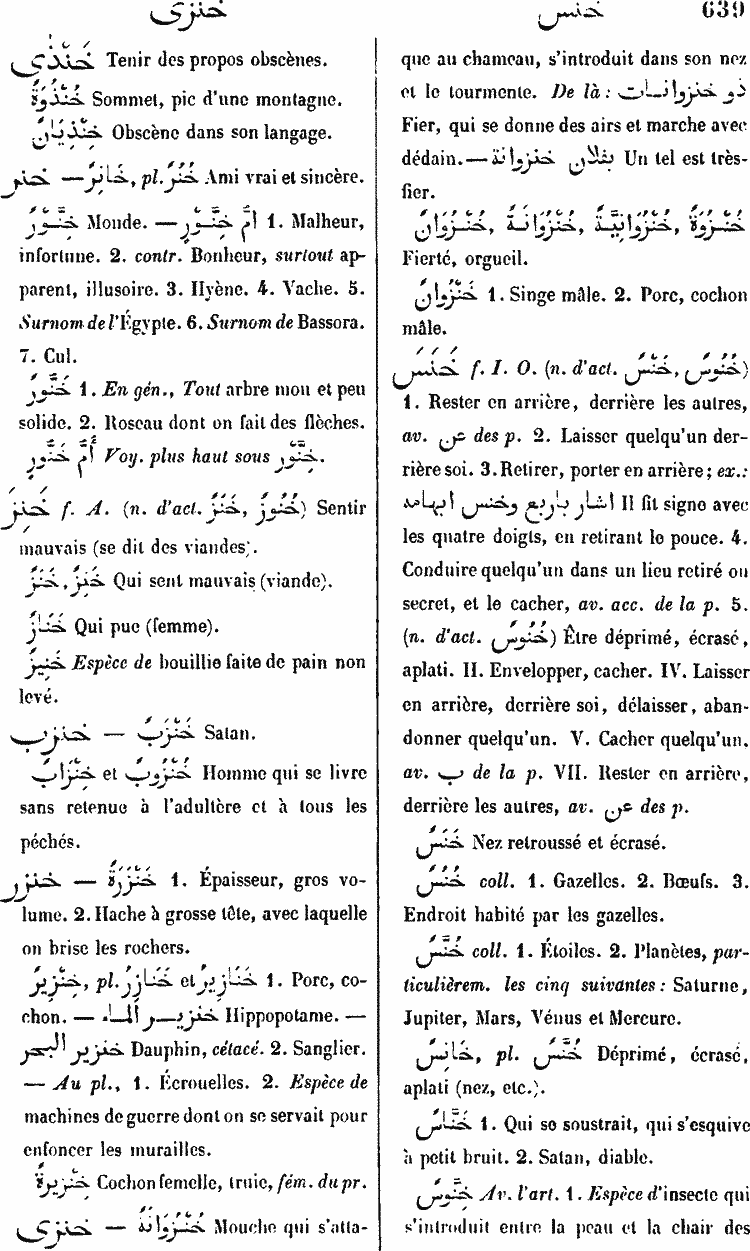 خنزى
خنس
639
خَنْذَى Tenir des propos obscènes.
خُنْذُوَةٌ Sommet, pic d'une montagne.
خِنْذِيَانٌ Obscène dans son langage.
خنر — خَانِرٌ, pl. خُنُرٌ Ami vrai et sincère.
خَنُّورٌ Monde. — أُمُّ خَنُّورٍ 1. Malheur,
infortune. 2. contr. Bonheur, surtout ap-
parent, illusoire. 3. Hyène. 4. Vache. 5.
Surnom de l'Égypte. 6. Surnom de Bassora.
7. Cul.
خَنُّورٌ 1. En gén., Tout arbre mou et peu
solide. 2. Roseau dont on fait des flèches.
خَنُّورٌ أُمُّ خَنُّورٍ Voy. plus haut sous خَنُّورٌ.
خَنِزَ f. A. (n. d'act. خَنَزٌ, خُنُوزٌ) Sentir
mauvais (se dit des viandes).
خَنِزٌ, خَنَزٌ Qui sent mauvais (viande).
خَنَازِ Qui pue (femme).
خَنِيزٌ Espèce de bouillie faite de pain non
levé.
خنزب — خَنْزَبٌ Satan.
خُنْزُوبٌ et خِنْزَابٌ Homme qui se livre
sans retenue à l'adultère et à tous les
péchés.
خنزر — خَنْزَرَةٌ 1. Épaisseur, gros vo-
lume. 2. Hache à grosse tête, avec laquelle
on brise les rochers.
خِنْزِيرٌ, pl. خَنَازِرُ et خَنَازِيرُ 1. Porc, co-
chon. — خنزير الماء Hippopotame. —
خنزير البحر Dauphin, cétacé. 2. Sanglier.
— Au pl., 1. Écrouelles. 2. Espèce de
machines de guerre dont on se servait pour
enfoncer les murailles.
خِنْزِيرَةٌ Cochon femelle, truie, fém. du pr.
خنزى — خُنْزُوَانَةٌ Mouche qui s'atta-
que au chameau, s'introduit dans son nez
et le tourmente. De là : ذو خنزوانات
Fier, qui se donne des airs et marche avec
dédain. — بفلان خنزوانة Un tel est très-
fier.
خُنْزُوَةٌ, خُنْزُوَانِيَّةٌ, خُنْزُوَانَةٌ, خُنْزُوَانٌ
Fierté, orgueil.
خُنْزُوَانٌ 1. Singe mâle. 2. Porc, cochon
mâle.
خَنَسَ f. I. O. (n. d'act. خَنْسٌ, خُنُوسٌ)
1. Rester en arrière, derrière les autres,
av. عن des p. 2. Laisser quelqu'un der-
rière soi. 3. Retirer, porter en arrière; ex.:
اشار باربع وخنس ابهامه Il fit signe avec
les quatre doigts, en retirant le pouce. 4.
Conduire quelqu'un dans un lieu retiré ou
secret, et le cacher, av. acc. de la p. 5.
(n. d'act. خُنُوسٌ) Être déprimé, écrasé,
aplati. II. Envelopper, cacher. IV. Laisser
en arrière, derrière soi, délaisser, aban-
donner quelqu'un. V. Cacher quelqu'un.
av. ب de la p. VII. Rester en arrière,
derrière les autres, av. عن des p.
خَنَسٌ Nez retroussé et écrasé.
خُنُسٌ coll. 1. Gazelles. 2. Bœufs. 3.
Endroit habité par les gazelles.
خُنَّسٌ coll. 1. Étoiles. 2. Planètes, par-
ticulièrem. les cinq suivantes : Saturne,
Jupiter, Mars, Vénus et Mercure.
خَانِسٌ, pl. خُنَّسٌ Déprimé, écrasé,
aplati (nez, etc.).
خَنَّاسٌ 1. Qui se soustrait, qui s'esquive
à petit bruit. 2. Satan, diable.
خَنُّوسٌ Av. l'art. 1. Espèce d'insecte qui
s'introduit entre la peau et la chair des